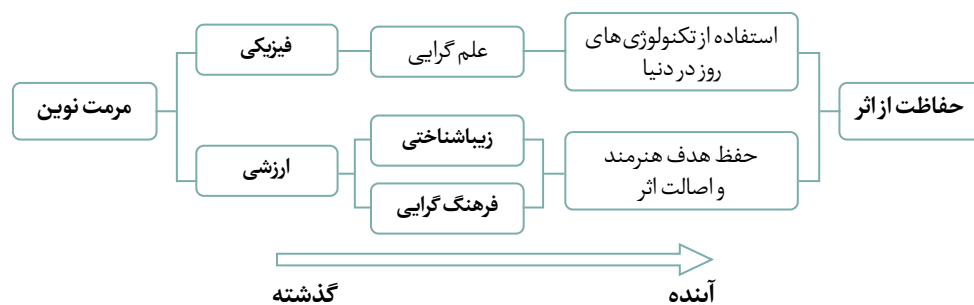 مرمت نوین
فیزیکی
ارزشی
علم گرایی
زیباشناختی
فرهنگ گرایی
استفاده از تکنولوژی‌های
روز در دنیا
حفظ هدف هنرمند
و اصالت اثر
حفاظت از اثر
گذشته
آینده